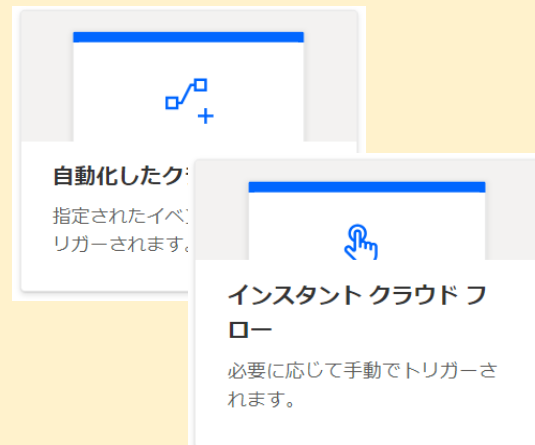 自動化したク
指定されたイベ
リガーされます。
インスタント クラウド フ
ロー
必要に応じて手動でトリガーさ
れます。